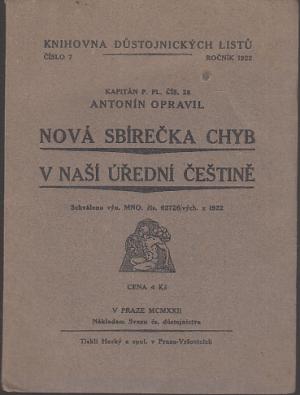 KNIHOVNA DŮSTOJNICKÝCH LISTŮ
ČÍSLO 7 ROČNÍK 1922
KAPITÁN P. PL. ČÍS. 28
ANTONÍN OPRAVIL
NOVÁ SBÍREČKA CHYB
V NAŠÍ ÚŘEDNÍ ČEŠTINĚ
Schváleno výn. MNO. čís. 62726/vých. z 1922
CENA 4 Kč
V PRAZE MCMXXII
Nákladem Svazu čs. důstojnictva
Tiskli Horký a spol. v Praze-Vršovicích